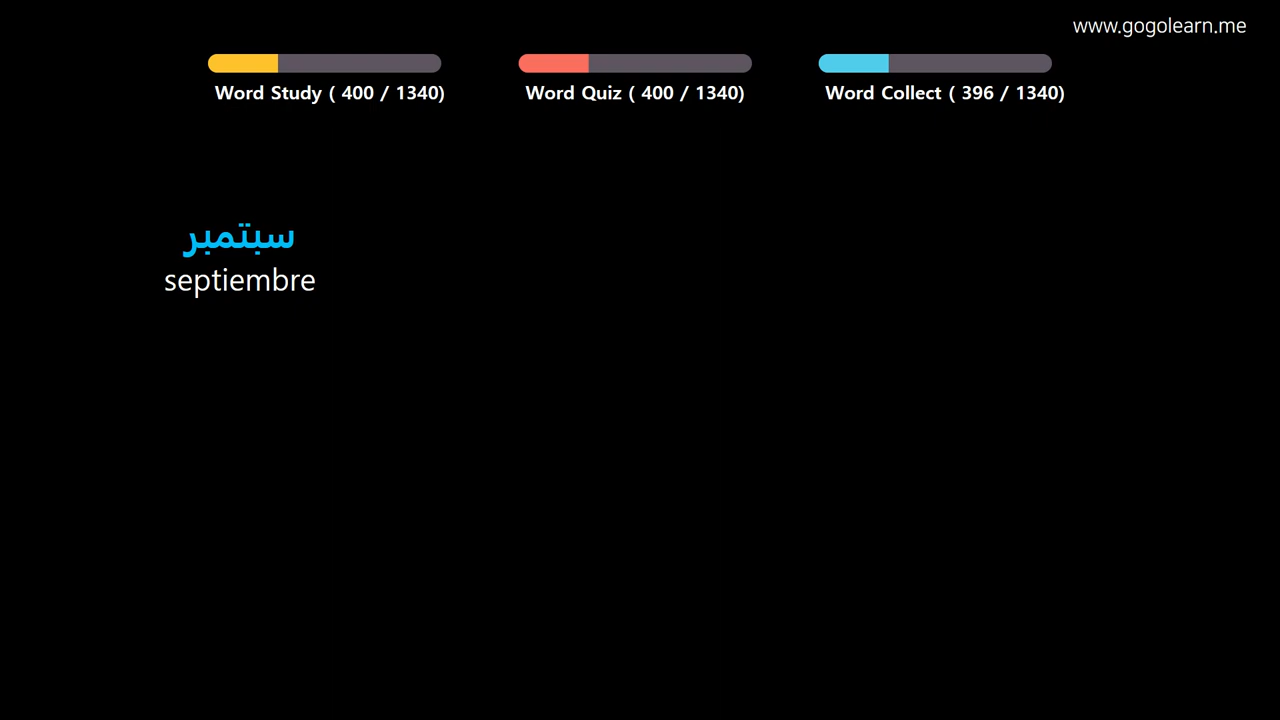 www.gogolearn.me
Word Study ( 400 / 1340)
Word Quiz ( 400 / 1340)
Word Collect ( 396 / 1340)
سبتمبر
septiembre